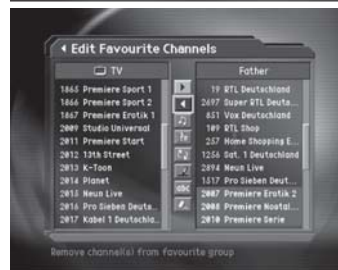 Edit Favourite Channels
TV
1865 Premiere Sport 1
1866 Premiere Sport 2
1867 Premiere Erotik 1
2009 Studio Universal
2011 Premiere Start
2012 13th Street
2013 K-Toon
2014 Planet
2015 Neun Live
2016 Pro Sieben Deuts...
2017 Kabel 1 Deutschla...
abc
Father
19 RTL Deutschland
2697 Super RTL Deuts...
851 Vox Deutschland
109 RTL Shop
257 Home Shopping E...
1256 Sat. 1 Deutschland
2894 Neun Live
1517 Pro Sieben Deut...
2007 Premiere Erotik 2
2008 Premiere Nostal...
2010 Premiere Serie
Remove channel(s) from favourite group